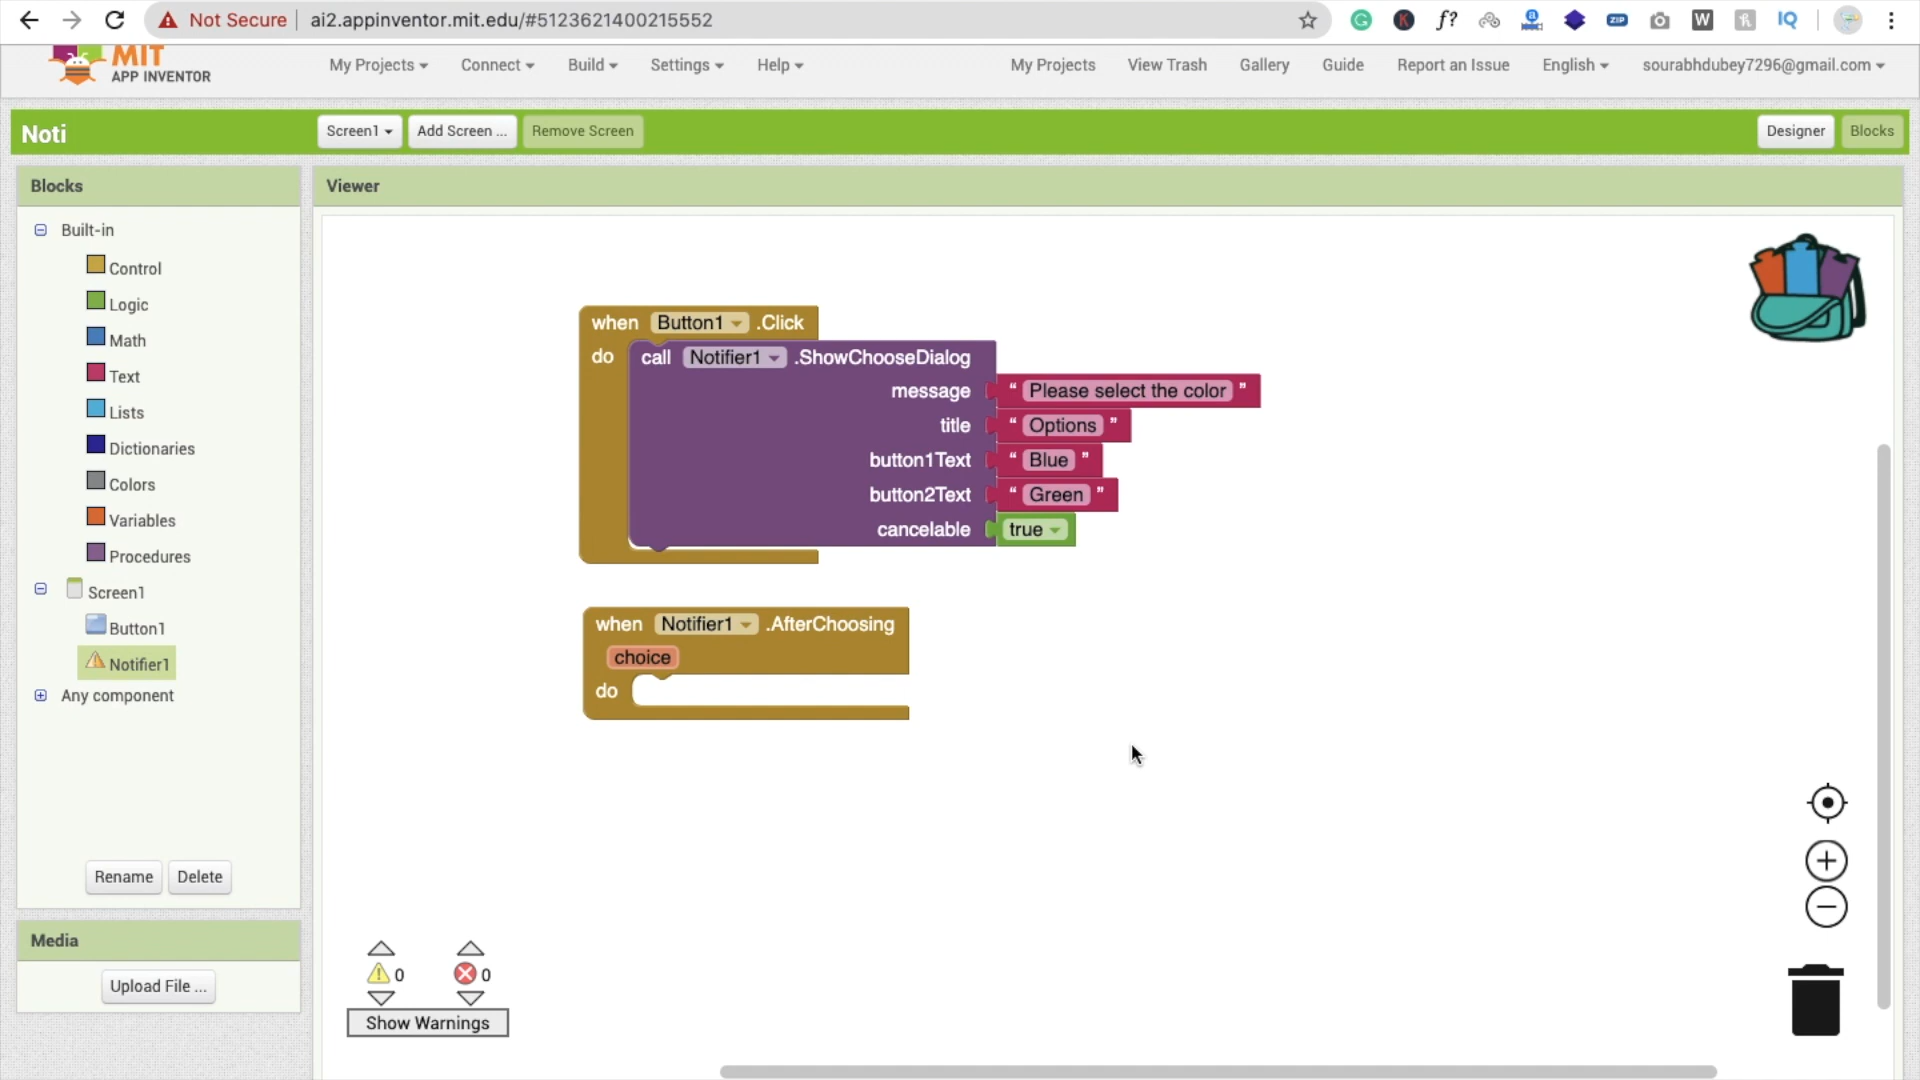 Not Secure
ai2.appinventor.mit.edu/#5123621400215552
f?
ZIP
W
IQ
MIT
APP INVENTOR
My Projects
Connect
Build
Settings
Help
My Projects
View Trash
Gallery
Guide
Report an Issue
English
sourabhdubey7296@gmail.com
Noti
Screen1
Add Screen ...
Remove Screen
Designer
Blocks
Blocks
Built-in
Control
Logic
Math
Text
Lists
Dictionaries
Colors
Variables
Procedures
Screen1
Button1
Notifier1
Any component
Rename
Delete
Media
Upload File ...
Viewer
when Button1 .Click
do call Notifier1 .ShowChooseDialog
message “ Please select the color ”
title “ Options ”
button1Text “ Blue ”
button2Text “ Green ”
cancelable true
when Notifier1 .AfterChoosing
choice
do
0
0
Show Warnings